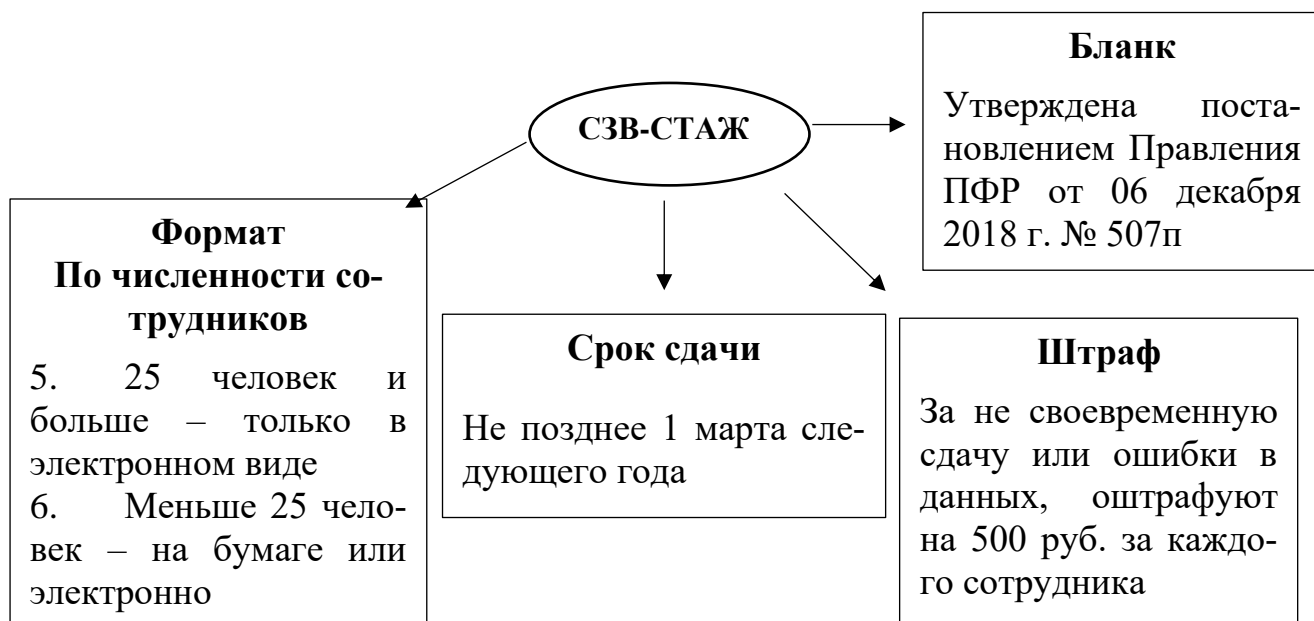 СЗВ-СТАЖ
Бланк
Утверждена поста-
новлением Правления
ПФР от 06 декабря
2018 г. № 507п
Формат
По численности со-
трудников
5. 25 человек и
больше – только в
электронном виде
6. Меньше 25 чело-
век – на бумаге или
электронно
Срок сдачи
Не позднее 1 марта сле-
дующего года
Штраф
За не своевременную
сдачу или ошибки в
данных, оштрафуют
на 500 руб. за каждо-
го сотрудника